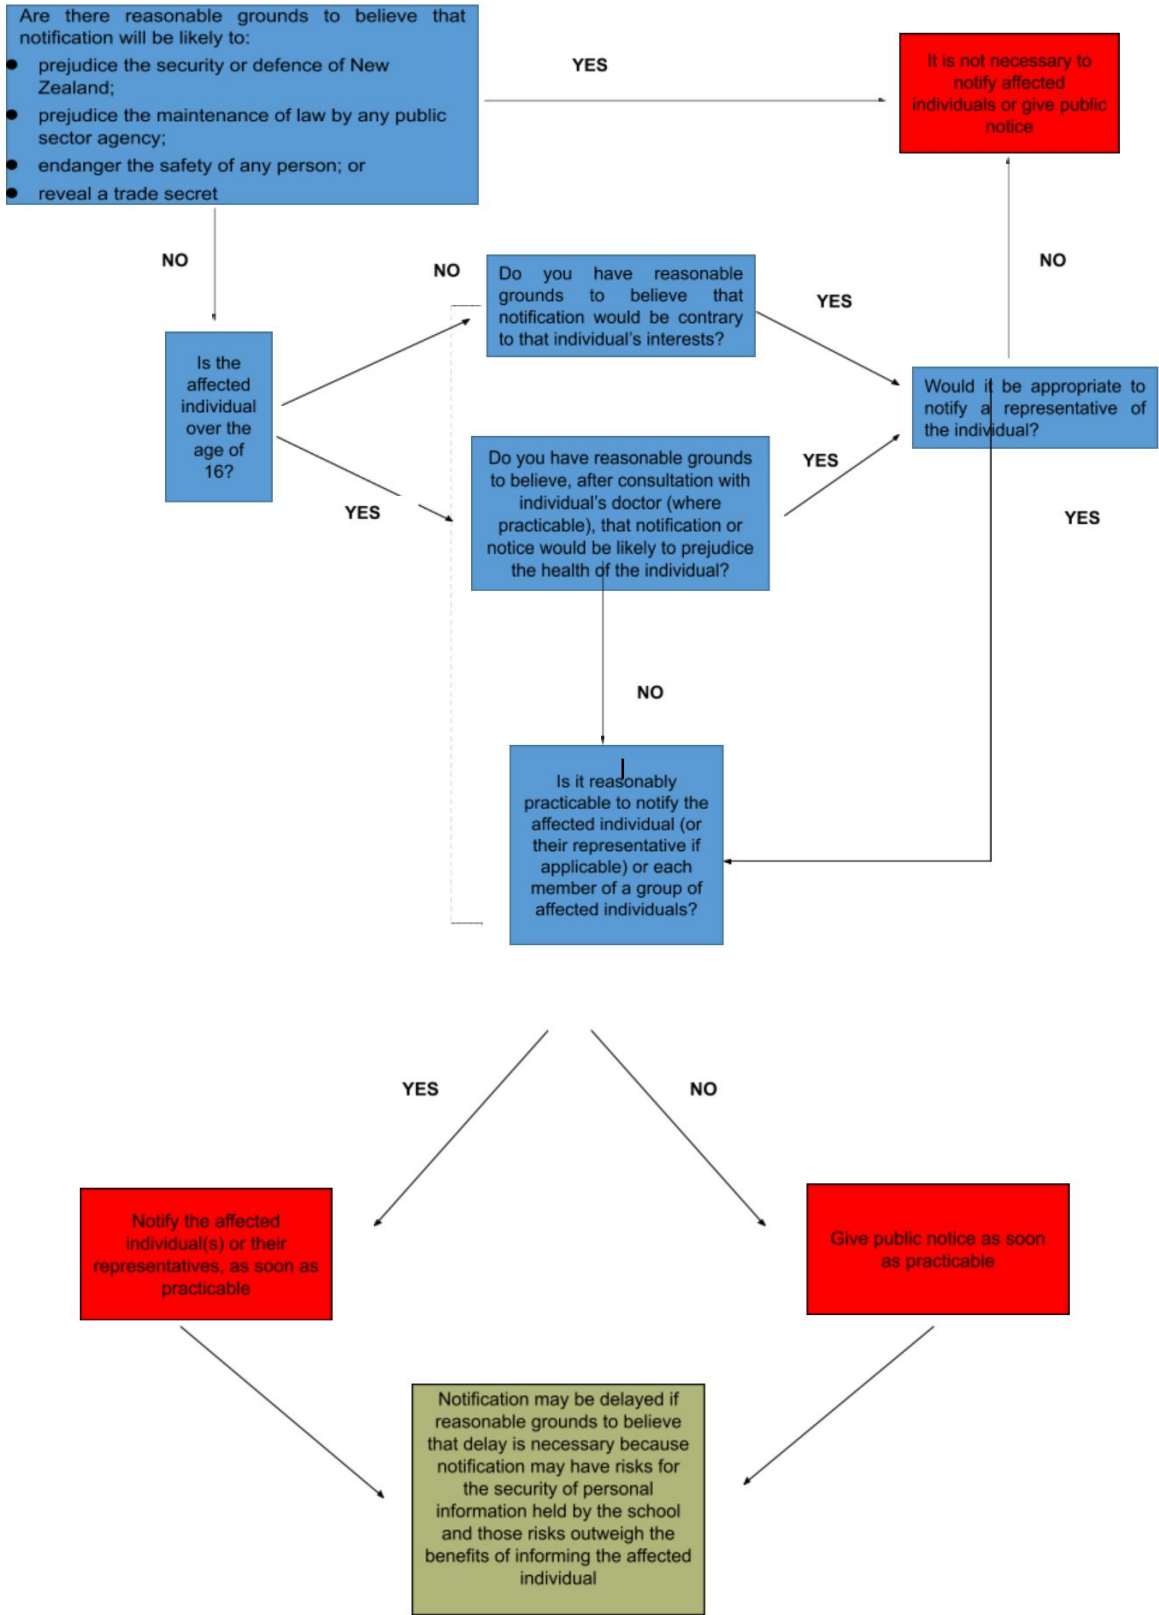 Are there reasonable grounds to believe that
notification will be likely to:
● prejudice the security or defence of New
Zealand;
● prejudice the maintenance of law by any public
sector agency;
● endanger the safety of any person; or
● reveal a trade secret
YES
It is not necessary to
notify affected
individuals or give public
notice
NO
NO
NO
Do you have reasonable
grounds to believe that
notification would be contrary
to that individual's interests?
YES
Is the
affected
individual
over the
age of
16?
Would it be appropriate to
notify a representative of
the individual?
YES
Do you have reasonable grounds
to believe, after consultation with
individual's doctor (where
practicable), that notification or
notice would be likely to prejudice
the health of the individual?
YES
YES
NO
Is it reasonably
practicable to notify the
affected individual (or
their representative if
applicable) or each
member of a group of
affected individuals?
YES
NO
Notify the affected
individual(s) or their
representatives, as soon as
practicable
Give public notice as soon
as practicable
Notification may be delayed if
reasonable grounds to believe
that delay is necessary because
notification may have risks for
the security of personal
information held by the school
and those risks outweigh the
benefits of informing the affected
individual